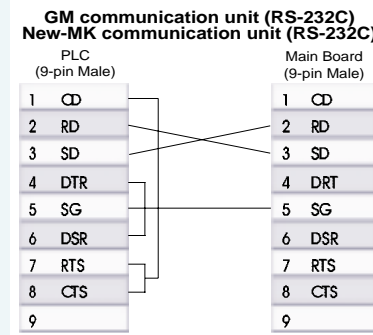 GM communication unit (RS-232C)
New-MK communication unit (RS-232C)
PLC
(9-pin Male)
1 CD
2 RD
3 SD
4 DTR
5 SG
6 DSR
7 RTS
8 CTS
9
Main Board
(9-pin Male)
1 CD
2 RD
3 SD
4 DRT
5 SG
6 DSR
7 RTS
8 CTS
9